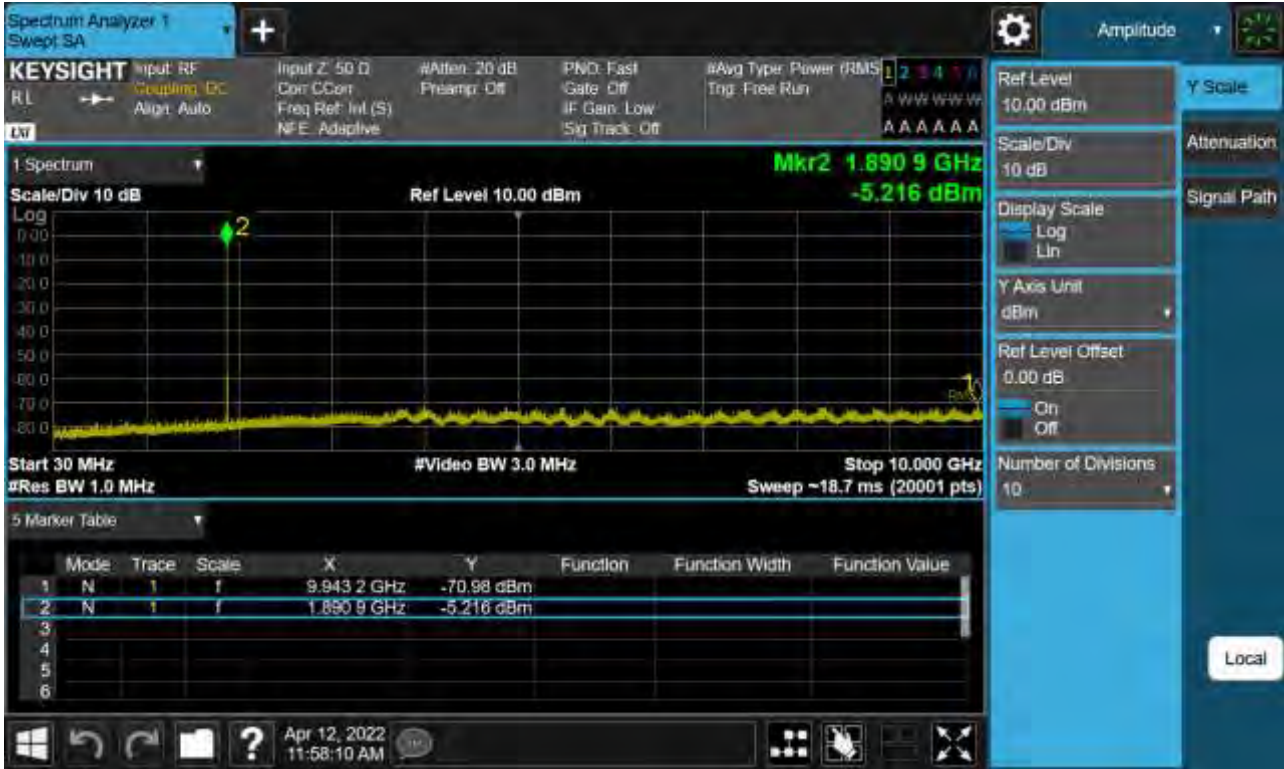 Spectrum Analyzer 1
Swept SA
Amplitude
KEYSIGHT
RL
LXI
Input: RF
Coupling: DC
Align: Auto
Input Z: 50 Ω
Corr CCorr
Freq Ref: Int (S)
NFE: Adaptive
#Atten: 20 dB
Preamp: Off
PNO: Fast
Gate: Off
IF Gain: Low
Sig Track: Off
#Avg Type: Power (RMS
Trig: Free Run
1 2 3 4 5 6
A W W W W W
A A A A A A
1 Spectrum
Scale/Div 10 dB
Ref Level 10.00 dBm
Mkr2 1.890 9 GHz
-5.216 dBm
Log
0.00
-10.0
-20.0
-30.0
-40.0
-50.0
-60.0
-70.0
-80.0
2
1
Start 30 MHz
#Res BW 1.0 MHz
#Video BW 3.0 MHz
Stop 10.000 GHz
Sweep ~18.7 ms (20001 pts)
5 Marker Table
Mode Trace Scale X Y Function Function Width Function Value
1 N 1 f 9.943 2 GHz -70.98 dBm
2 N 1 f 1.890 9 GHz -5.216 dBm
3
4
5
6
Ref Level
10.00 dBm
Scale/Div
10 dB
Display Scale
Log
Lin
Y Axis Unit
dBm
Ref Level Offset
0.00 dB
On
Off
Number of Divisions
10
Y Scale
Attenuation
Signal Path
Local
?
Apr 12, 2022
11:58:10 AM